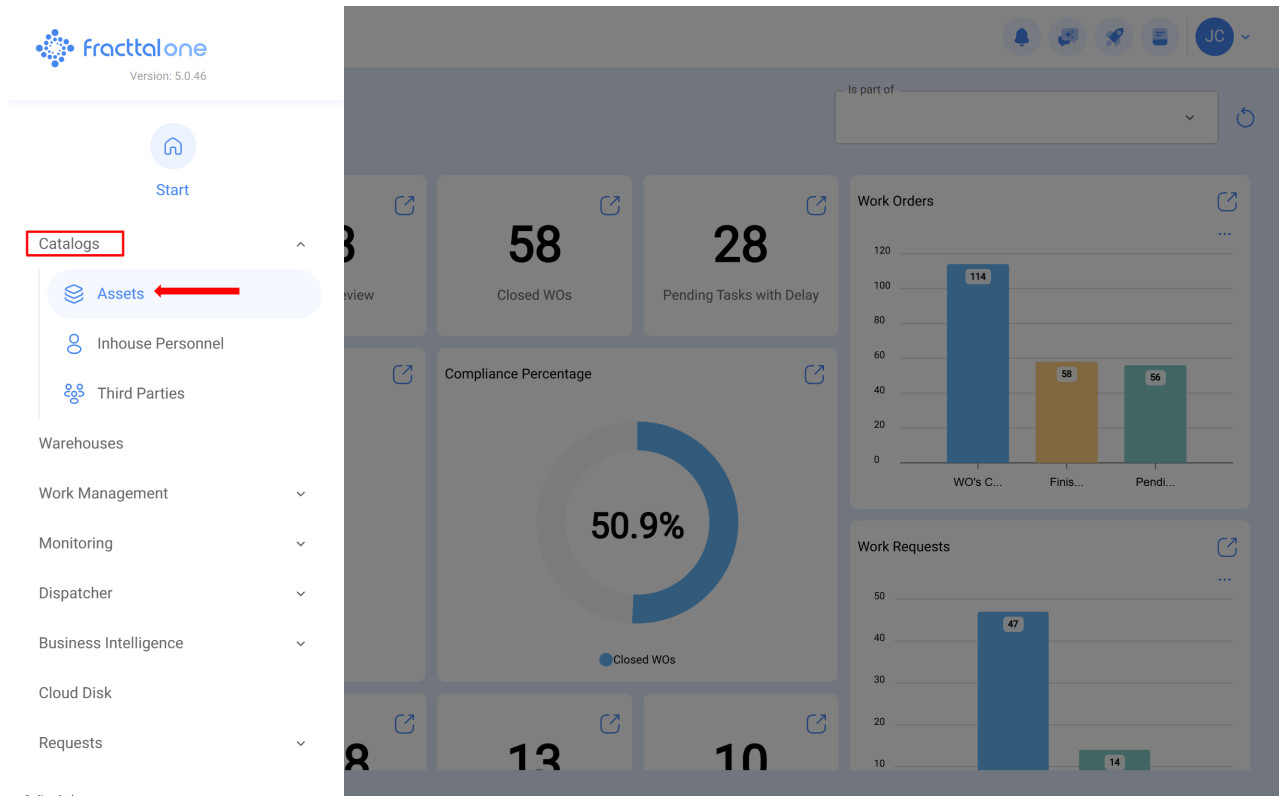 fracttalone
Version: 5.0.46
JC
Is part of
Start
Catalogs
Assets
Inhouse Personnel
Third Parties
Warehouses
Work Management
Monitoring
Dispatcher
Business Intelligence
Cloud Disk
Requests
58
Closed WOs
28
Pending Tasks with Delay
Compliance Percentage
50.9%
Closed WOs
13
10
Work Orders
...
120
100
80
60
40
20
0
114
58
56
WO's C...
Finis...
Pendi...
Work Requests
...
50
40
30
20
10
47
14